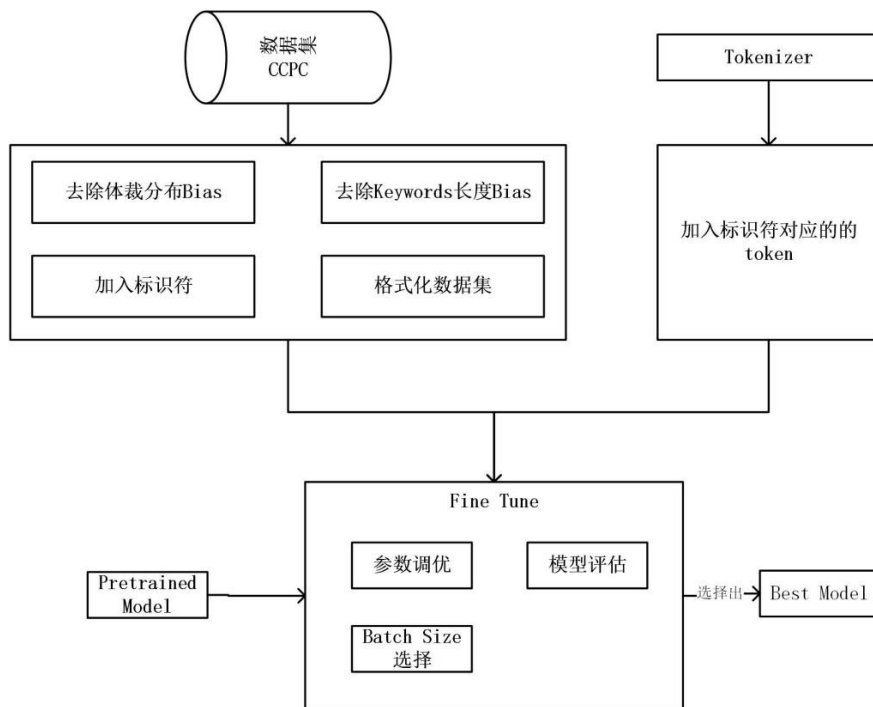 数据集
CCPC
Tokenizer
去除体裁分布Bias
去除Keywords长度Bias
加入标识符
格式化数据集
加入标识符对应的的
token
Fine Tune
参数调优
模型评估
Pretrained
Model
Batch Size
选择
选择出
Best Model